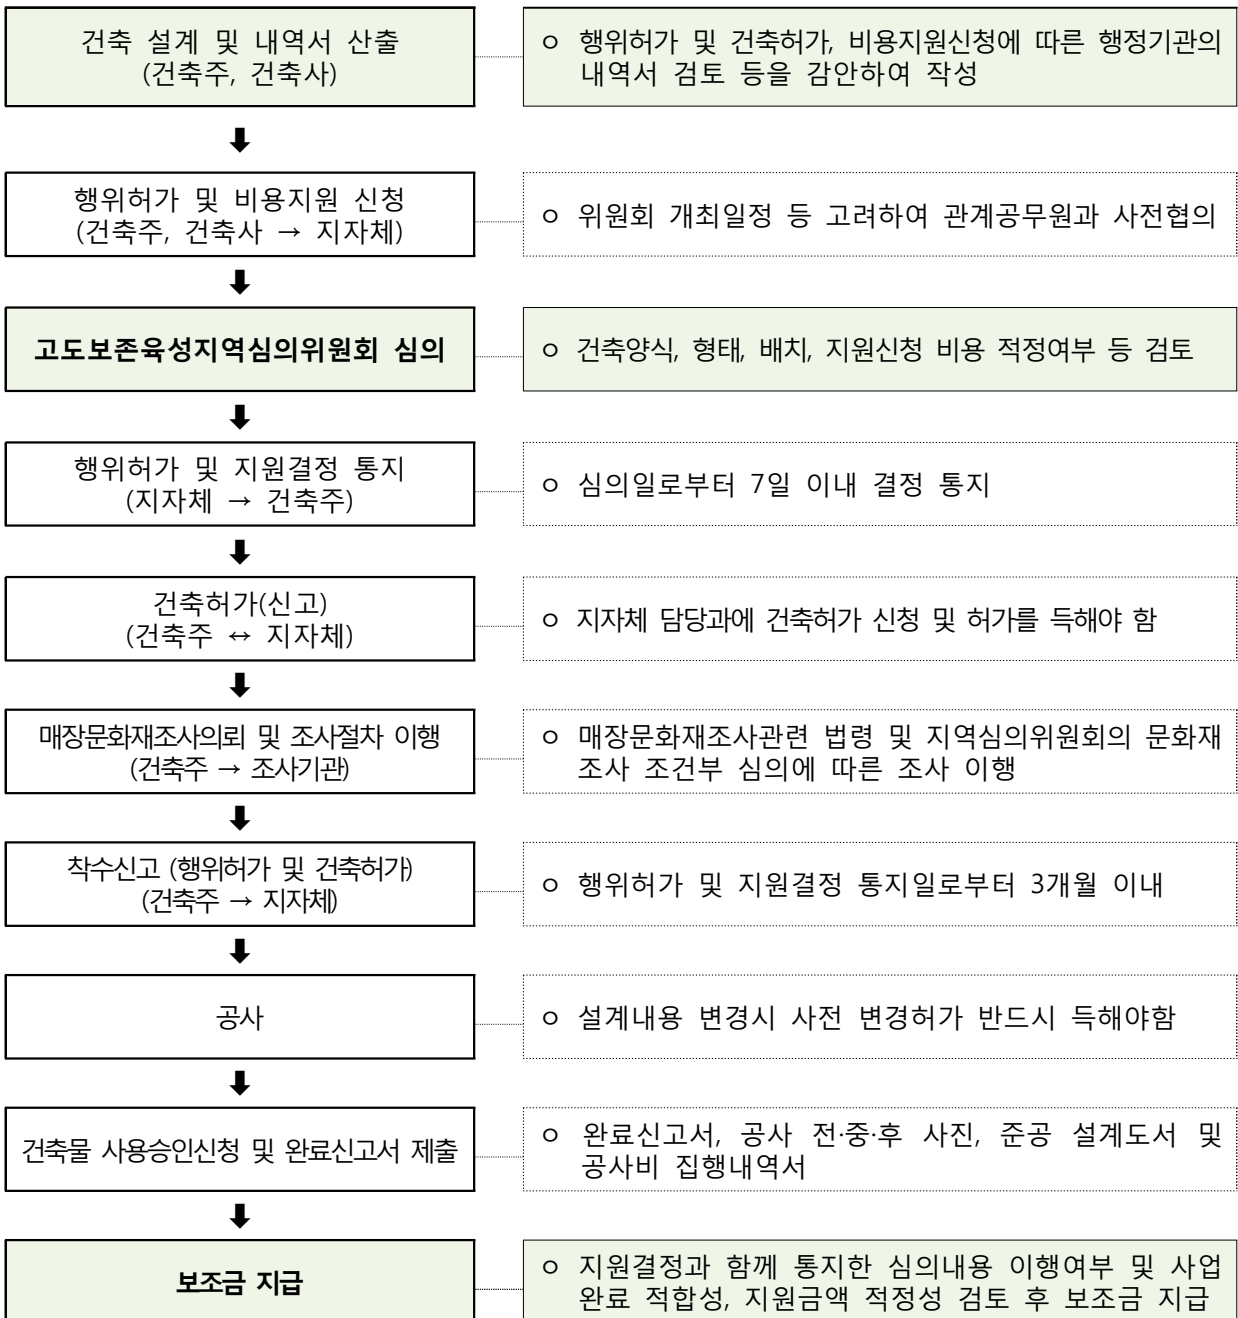 건축 설계 및 내역서 산출
(건축주, 건축사)
ㅇ 행위허가 및 건축허가, 비용지원신청에 따른 행정기관의
내역서 검토 등을 감안하여 작성
⬇
행위허가 및 비용지원 신청
(건축주, 건축사 → 지자체)
ㅇ 위원회 개최일정 등 고려하여 관계공무원과 사전협의
⬇
고도보존육성지역심의위원회 심의
ㅇ 건축양식, 형태, 배치, 지원신청 비용 적정여부 등 검토
⬇
행위허가 및 지원결정 통지
(지자체 → 건축주)
ㅇ 심의일로부터 7일 이내 결정 통지
⬇
건축허가(신고)
(건축주 ↔ 지자체)
ㅇ 지자체 담당과에 건축허가 신청 및 허가를 득해야 함
⬇
매장문화재조사의뢰 및 조사절차 이행
(건축주 → 조사기관)
ㅇ 매장문화재조사관련 법령 및 지역심의위원회의 문화재
조사 조건부 심의에 따른 조사 이행
⬇
착수신고 (행위허가 및 건축허가)
(건축주 → 지자체)
ㅇ 행위허가 및 지원결정 통지일로부터 3개월 이내
⬇
공사
ㅇ 설계내용 변경시 사전 변경허가 반드시 득해야함
⬇
건축물 사용승인신청 및 완료신고서 제출
ㅇ 완료신고서, 공사 전·중·후 사진, 준공 설계도서 및
공사비 집행내역서
⬇
보조금 지급
ㅇ 지원결정과 함께 통지한 심의내용 이행여부 및 사업
완료 적합성, 지원금액 적정성 검토 후 보조금 지급